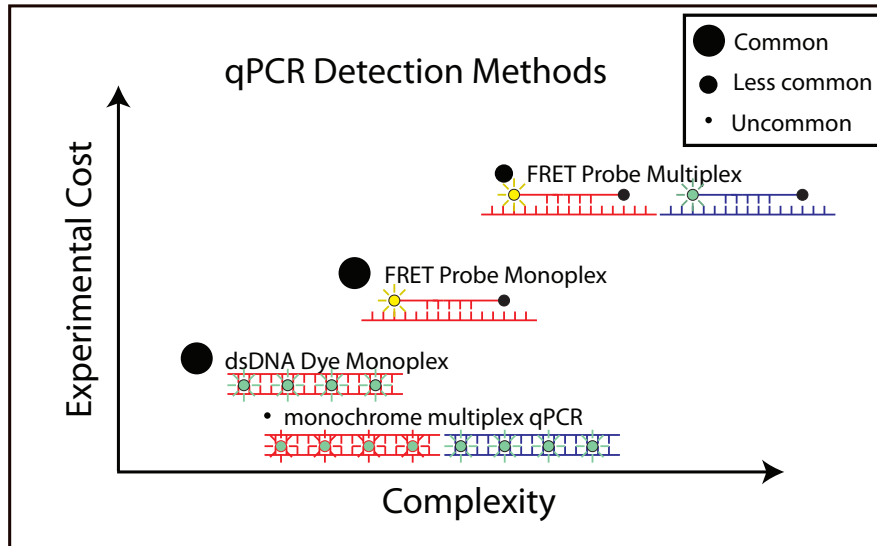 qPCR Detection Methods
Common
Less common
Uncommon
Experimental Cost
FRET Probe Multiplex
FRET Probe Monoplex
dsDNA Dye Monoplex
monochrome multiplex qPCR
Complexity